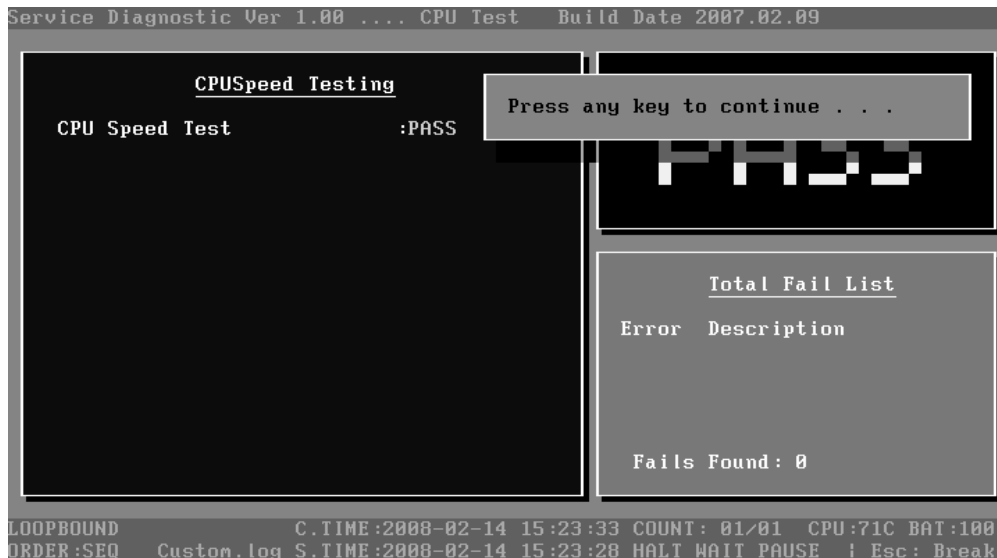 Service Diagnostic Ver 1.00 .... CPU Test Build Date 2007.02.09
CPUSpeed Testing
CPU Speed Test :PASS
Press any key to continue . . .
PASS
Total Fail List
Error Description
Fails Found: 0
LOOPBOUND C.TIME:2008-02-14 15:23:33 COUNT: 01/01 CPU:71C BAT:100
ORDER:SEQ Custom.log S.TIME:2008-02-14 15:23:28 HALT WAIT PAUSE | Esc: Break